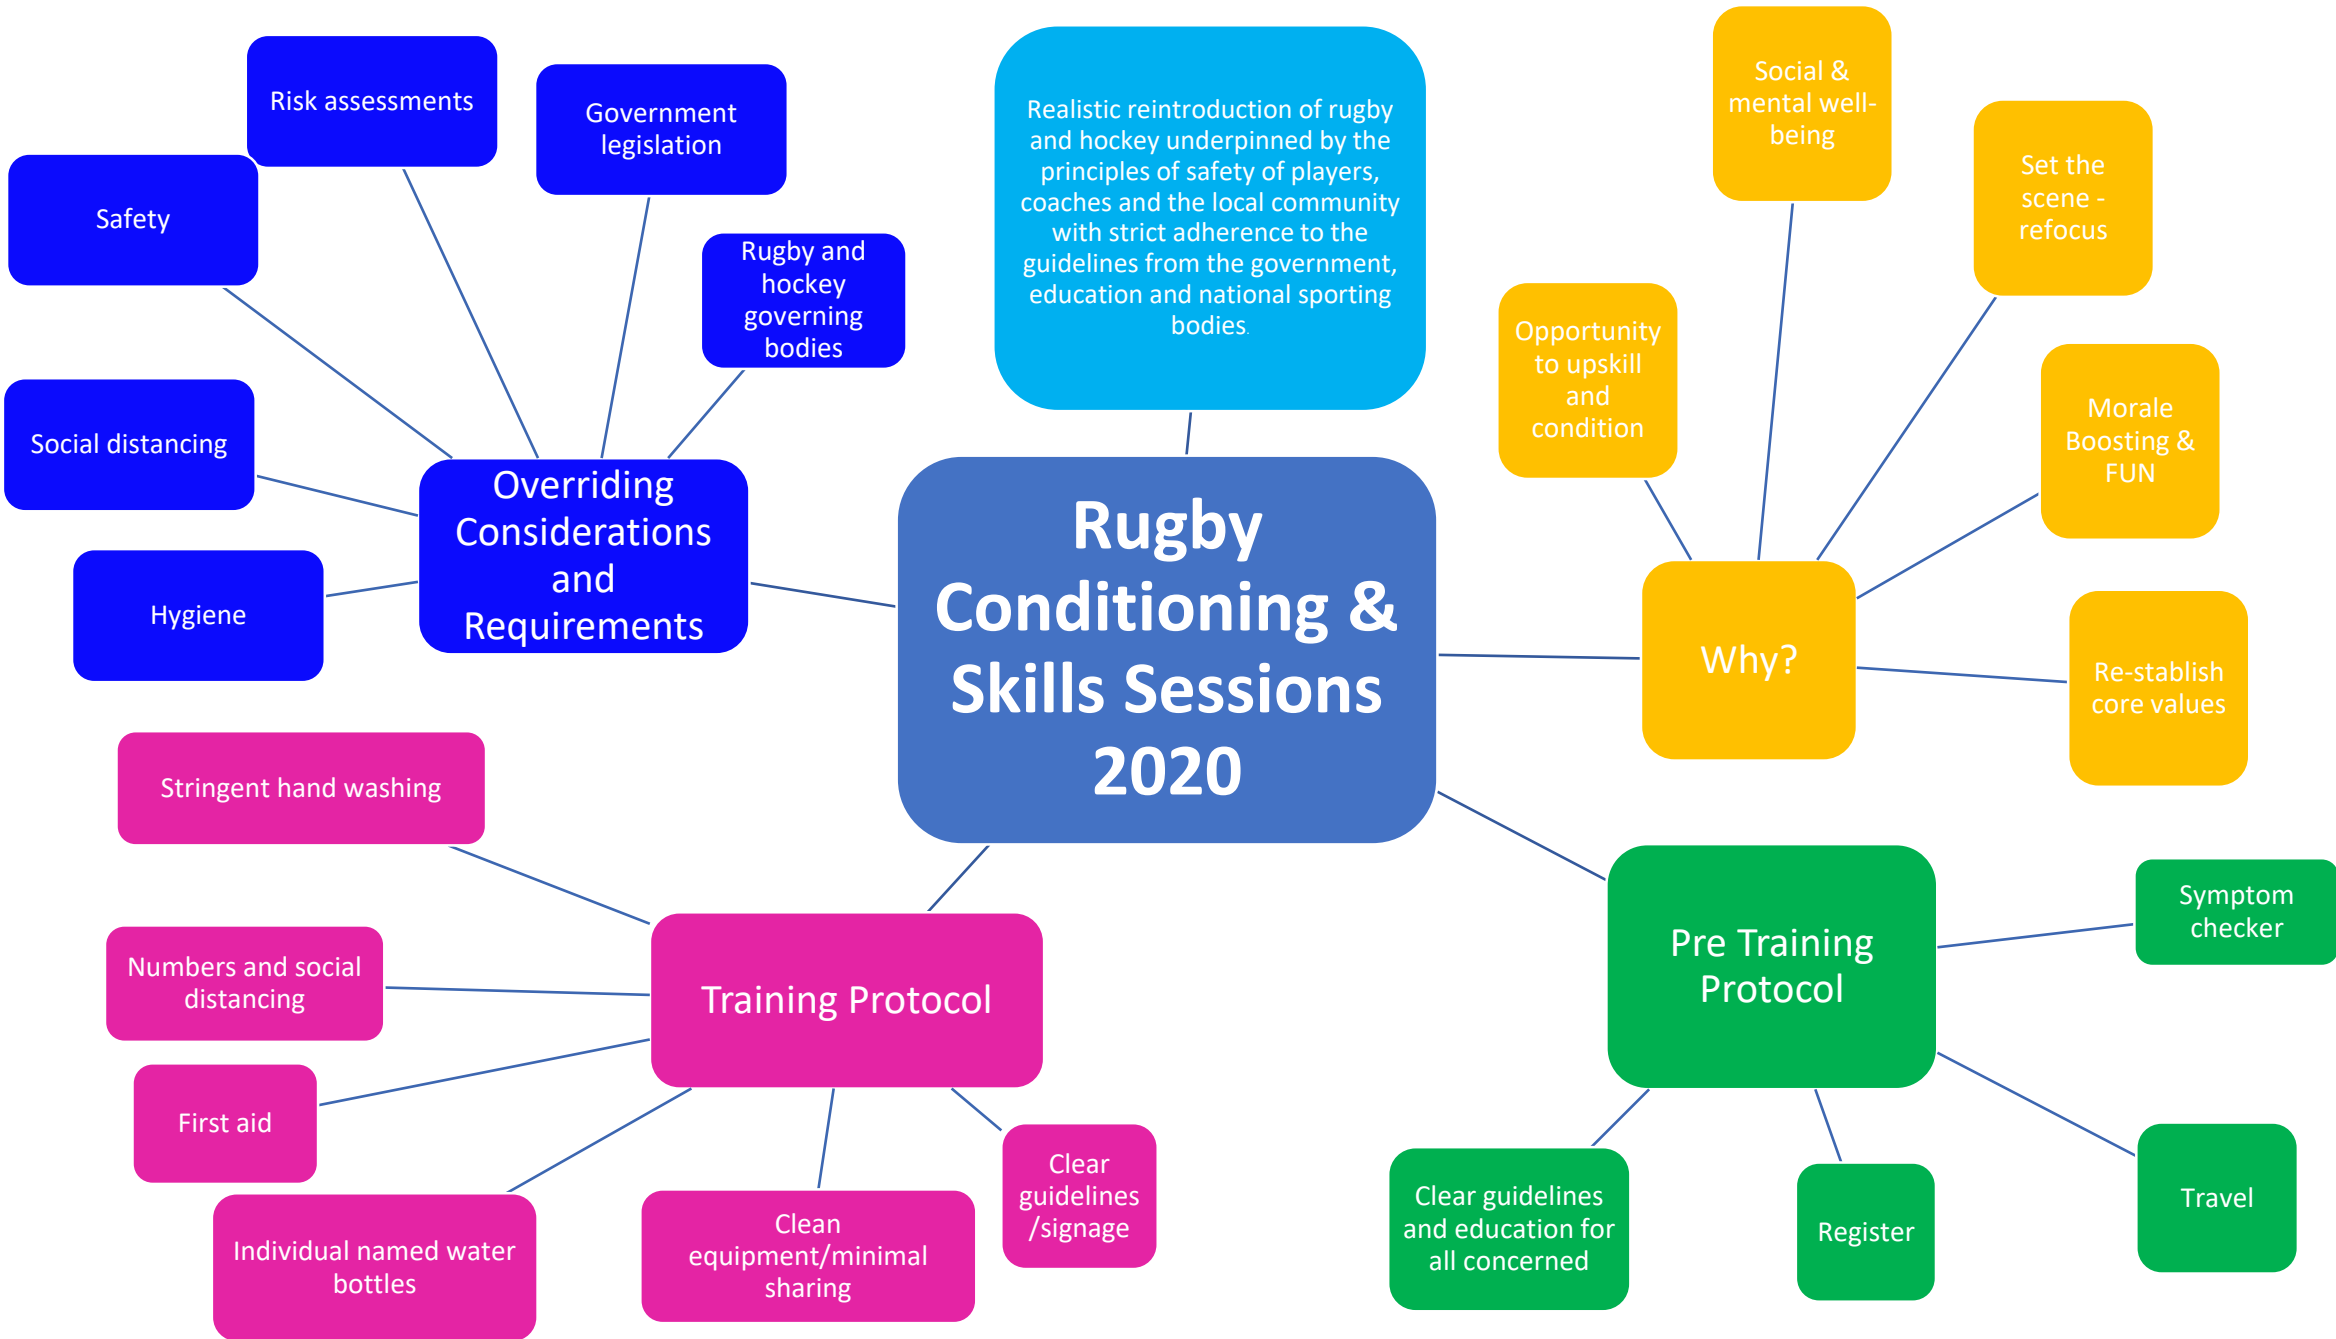 Risk assessments
Government
legislation
Safety
Rugby and
hockey
governing
bodies
Social distancing
Hygiene
Overriding
Considerations
and
Requirements
Realistic reintroduction of rugby
and hockey underpinned by the
principles of safety of players,
coaches and the local community
with strict adherence to the
guidelines from the government,
education and national sporting
bodies.
Rugby
Conditioning &
Skills Sessions
2020
Social &
mental well-
being
Set the
scene -
refocus
Opportunity
to upskill
and
condition
Morale
Boosting &
FUN
Why?
Re-stablish
core values
Stringent hand washing
Numbers and social
distancing
Training Protocol
First aid
Individual named water
bottles
Clean
equipment/minimal
sharing
Clear
guidelines
/signage
Pre Training
Protocol
Symptom
checker
Clear guidelines
and education for
all concerned
Register
Travel